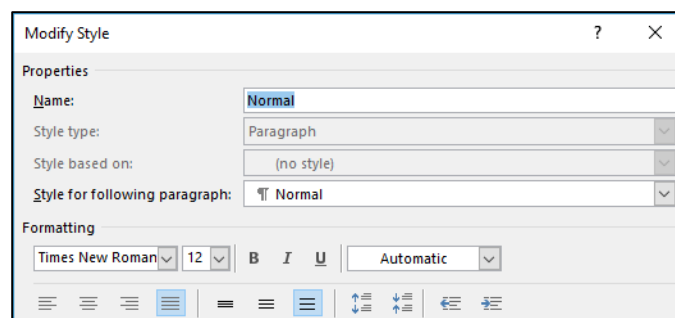 Modify Style ?
Properties
Name: Normal
Style type: Paragraph
Style based on: (no style)
Style for following paragraph: ¶ Normal
Formatting
Times New Roman 12 B I U Automatic